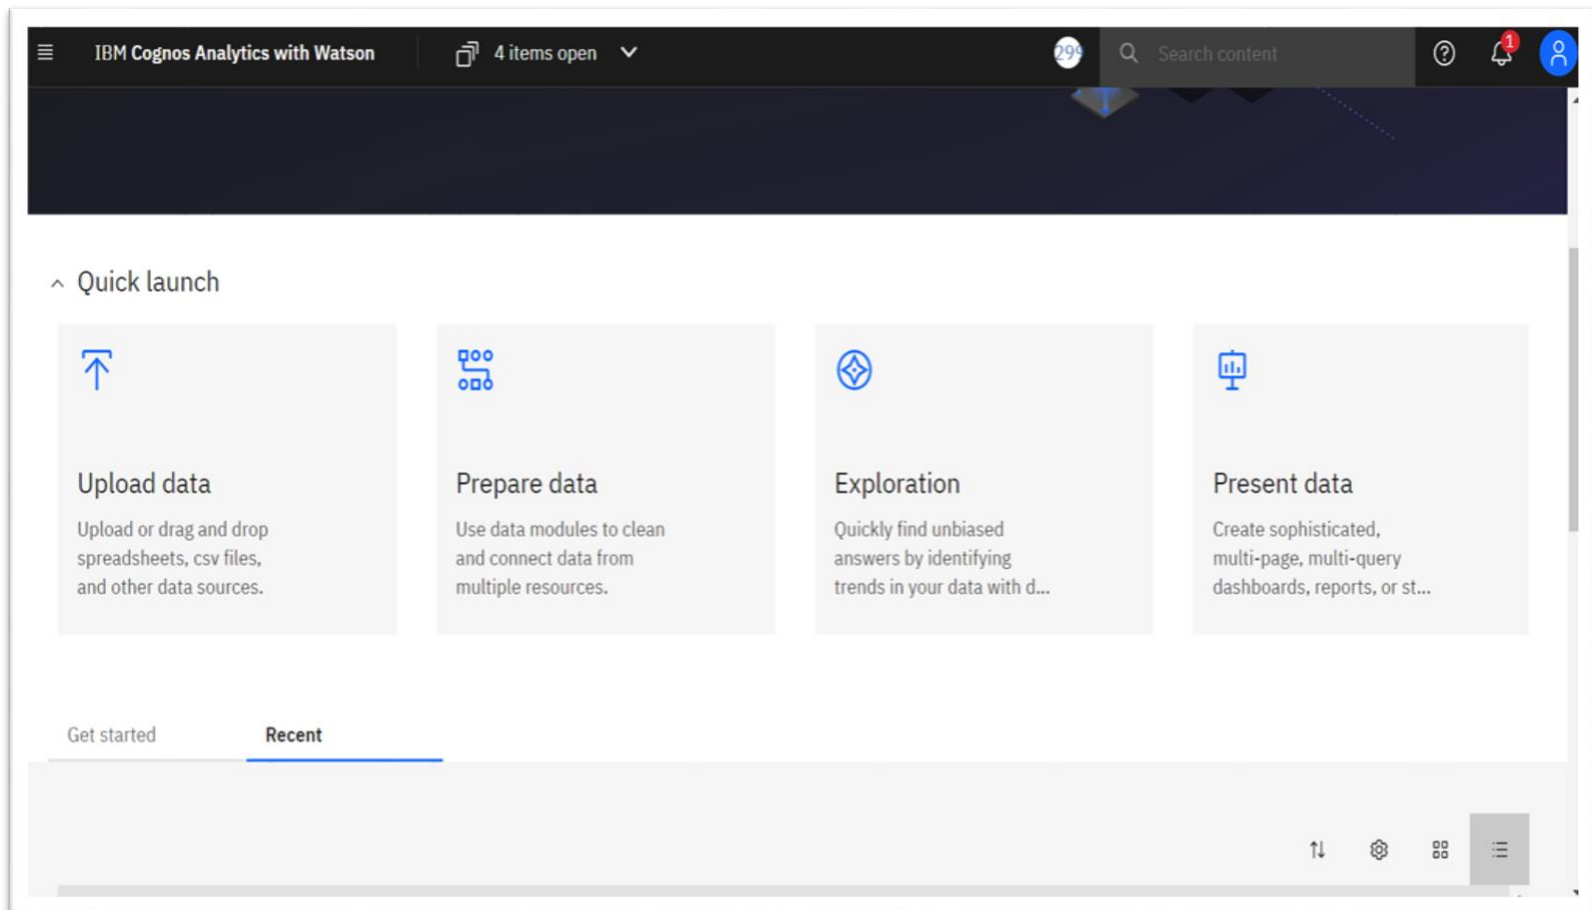 IBM Cognos Analytics with Watson
4 items open
299
Search content
1
Quick launch
Upload data
Upload or drag and drop
spreadsheets, csv files,
and other data sources.
Prepare data
Use data modules to clean
and connect data from
multiple resources.
Exploration
Quickly find unbiased
answers by identifying
trends in your data with d...
Present data
Create sophisticated,
multi-page, multi-query
dashboards, reports, or st...
Get started
Recent